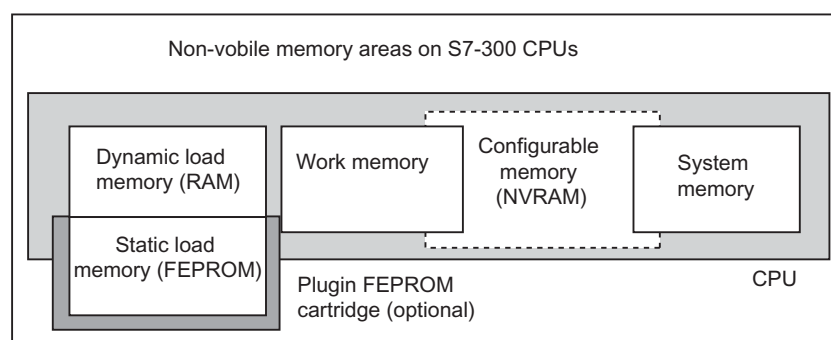 Non-vobile memory areas on S7-300 CPUs
Dynamic load
memory (RAM)
Work memory
Configurable
memory
(NVRAM)
System
memory
Static load
memory (FEPROM)
Plugin FEPROM
cartridge (optional)
CPU